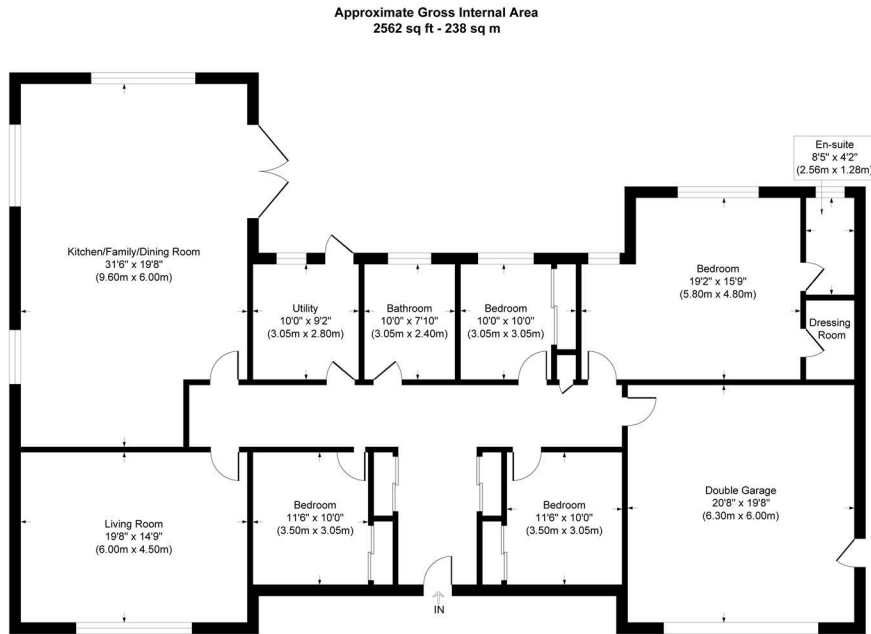 Approximate Gross Internal Area
2562 sq ft - 238 sq m
En-suite
8'5" x 4'2"
(2.56m x 1.28m)
Kitchen/Family/Dining Room
31'6" x 19'8"
(9.60m x 6.00m)
Utility
10'0" x 9'2"
(3.05m x 2.80m)
Bathroom
10'0" x 7'10"
(3.05m x 2.40m)
Bedroom
10'0" x 10'0"
(3.05m x 3.05m)
Bedroom
19'2" x 15'9"
(5.80m x 4.80m)
Dressing
Room
Living Room
19'8" x 14'9"
(6.00m x 4.50m)
Bedroom
11'6" x 10'0"
(3.50m x 3.05m)
Bedroom
11'6" x 10'0"
(3.50m x 3.05m)
Double Garage
20'8" x 19'8"
(6.30m x 6.00m)
IN